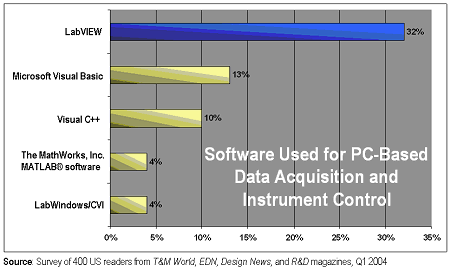 LabVIEW
32%
Microsoft Visual Basic
13%
Visual C++
10%
The MathWorks, Inc.
MATLAB® software
4%
LabWindows/CVI
4%
Software Used for PC-Based
Data Acquisition and
Instrument Control
0% 5% 10% 15% 20% 25% 30% 35%
Source: Survey of 400 US readers from T&M World, EDN, Design News, and R&D magazines, Q1 2004